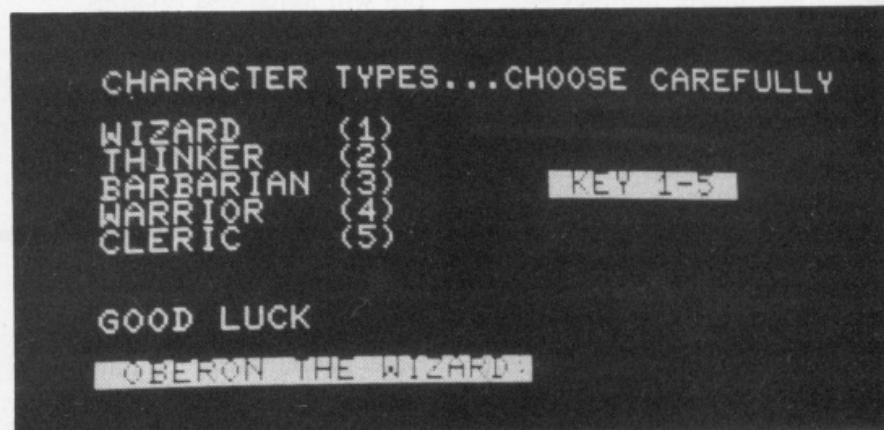 CHARACTER TYPES...CHOOSE CAREFULLY
WIZARD (1)
THINKER (2)
BARBARIAN (3) KEY 1-5
WARRIOR (4)
CLERIC (5)
GOOD LUCK
OBERON THE WIZARD.